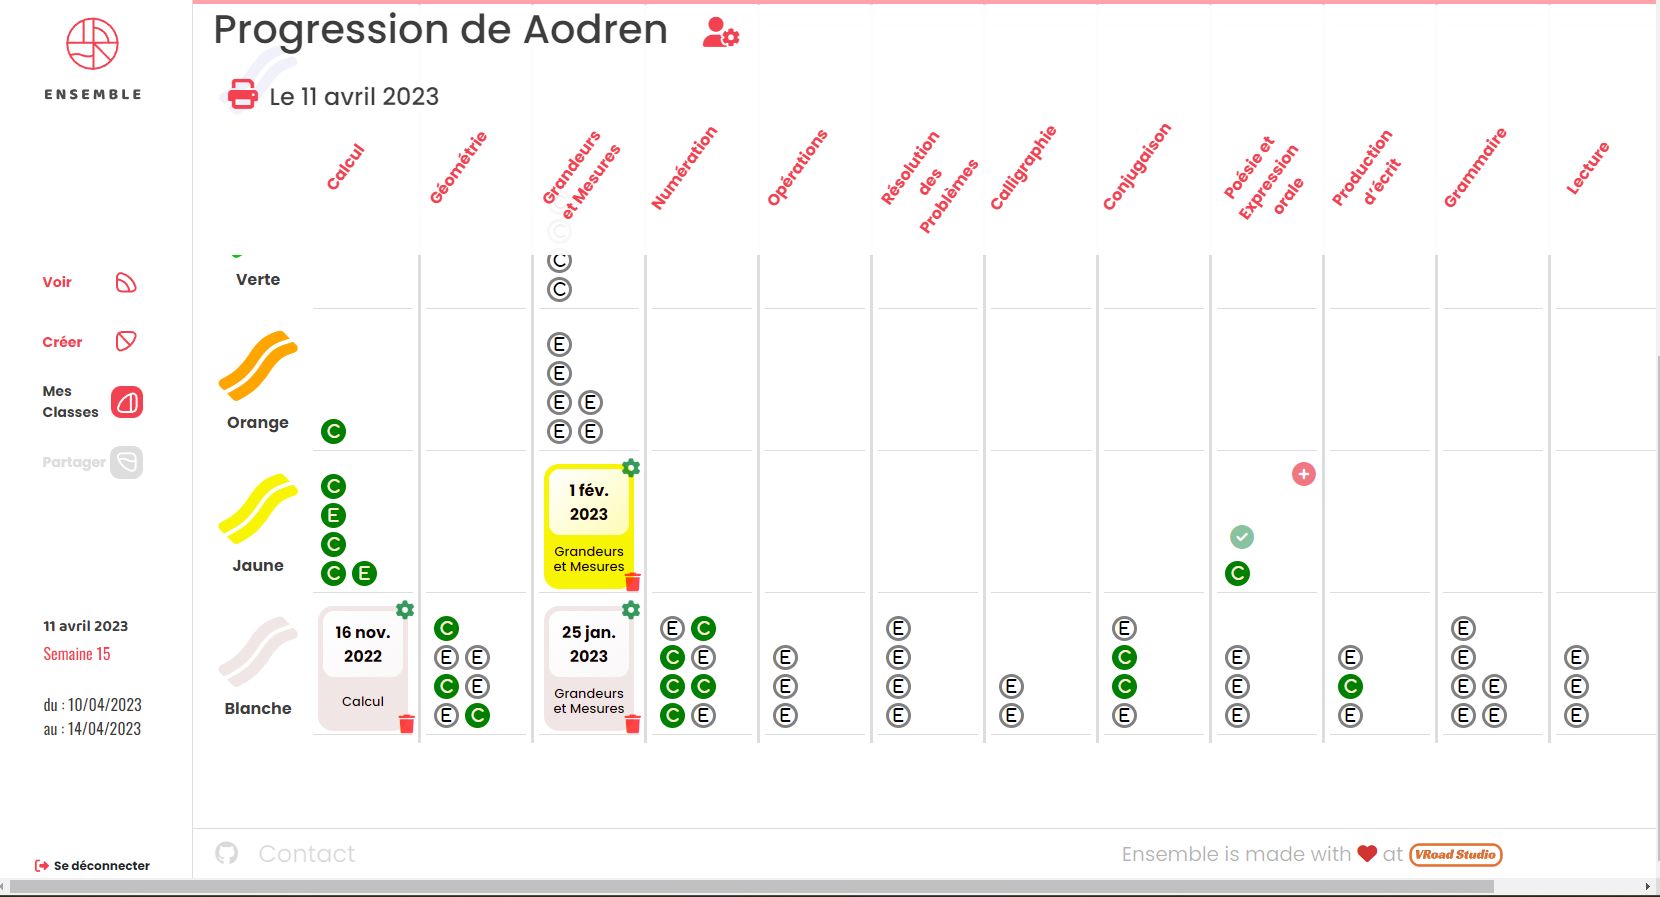 ENSEMBLE
Voir
Créer
Mes
Classes
Partager
11 avril 2023
Semaine 15
du : 10/04/2023
au : 14/04/2023
Se déconnecter
Progression de Aodren
Le 11 avril 2023
Calcul
Géométrie
Grandeurs
et Mesures
Numération
Opérations
Résolution
des
Problèmes
Calligraphie
Conjugaison
Poésie et
Expression
orale
Production
d'écrit
Grammaire
Lecture
C
C
Verte
C
E
E
E E
Orange
C
E E
C
E
C
C E
Jaune
1 fév.
2023
Grandeurs
et Mesures
C
Blanche
16 nov.
2022
Calcul
C
E E
C E
E C
25 jan.
2023
Grandeurs
et Mesures
E C
C E
C C
C E
E
E
E
E
E
E
E
E
E
E
C
C
E
E
E
E
E
C
E
E
E
E E
E E
E
E
E
Contact
Ensemble is made with ❤ at VRoad Studio